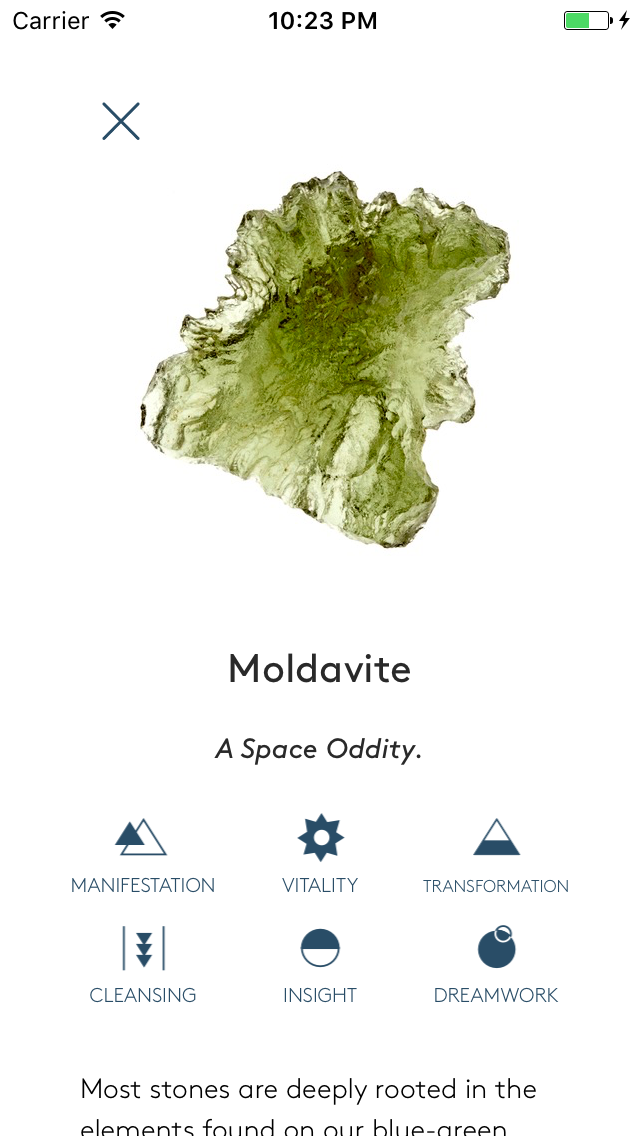 Carrier 10:23 PM
Moldavite
A Space Oddity.
MANIFESTATION VITALITY TRANSFORMATION
CLEANSING INSIGHT DREAMWORK
Most stones are deeply rooted in the
elements found on our blue-green